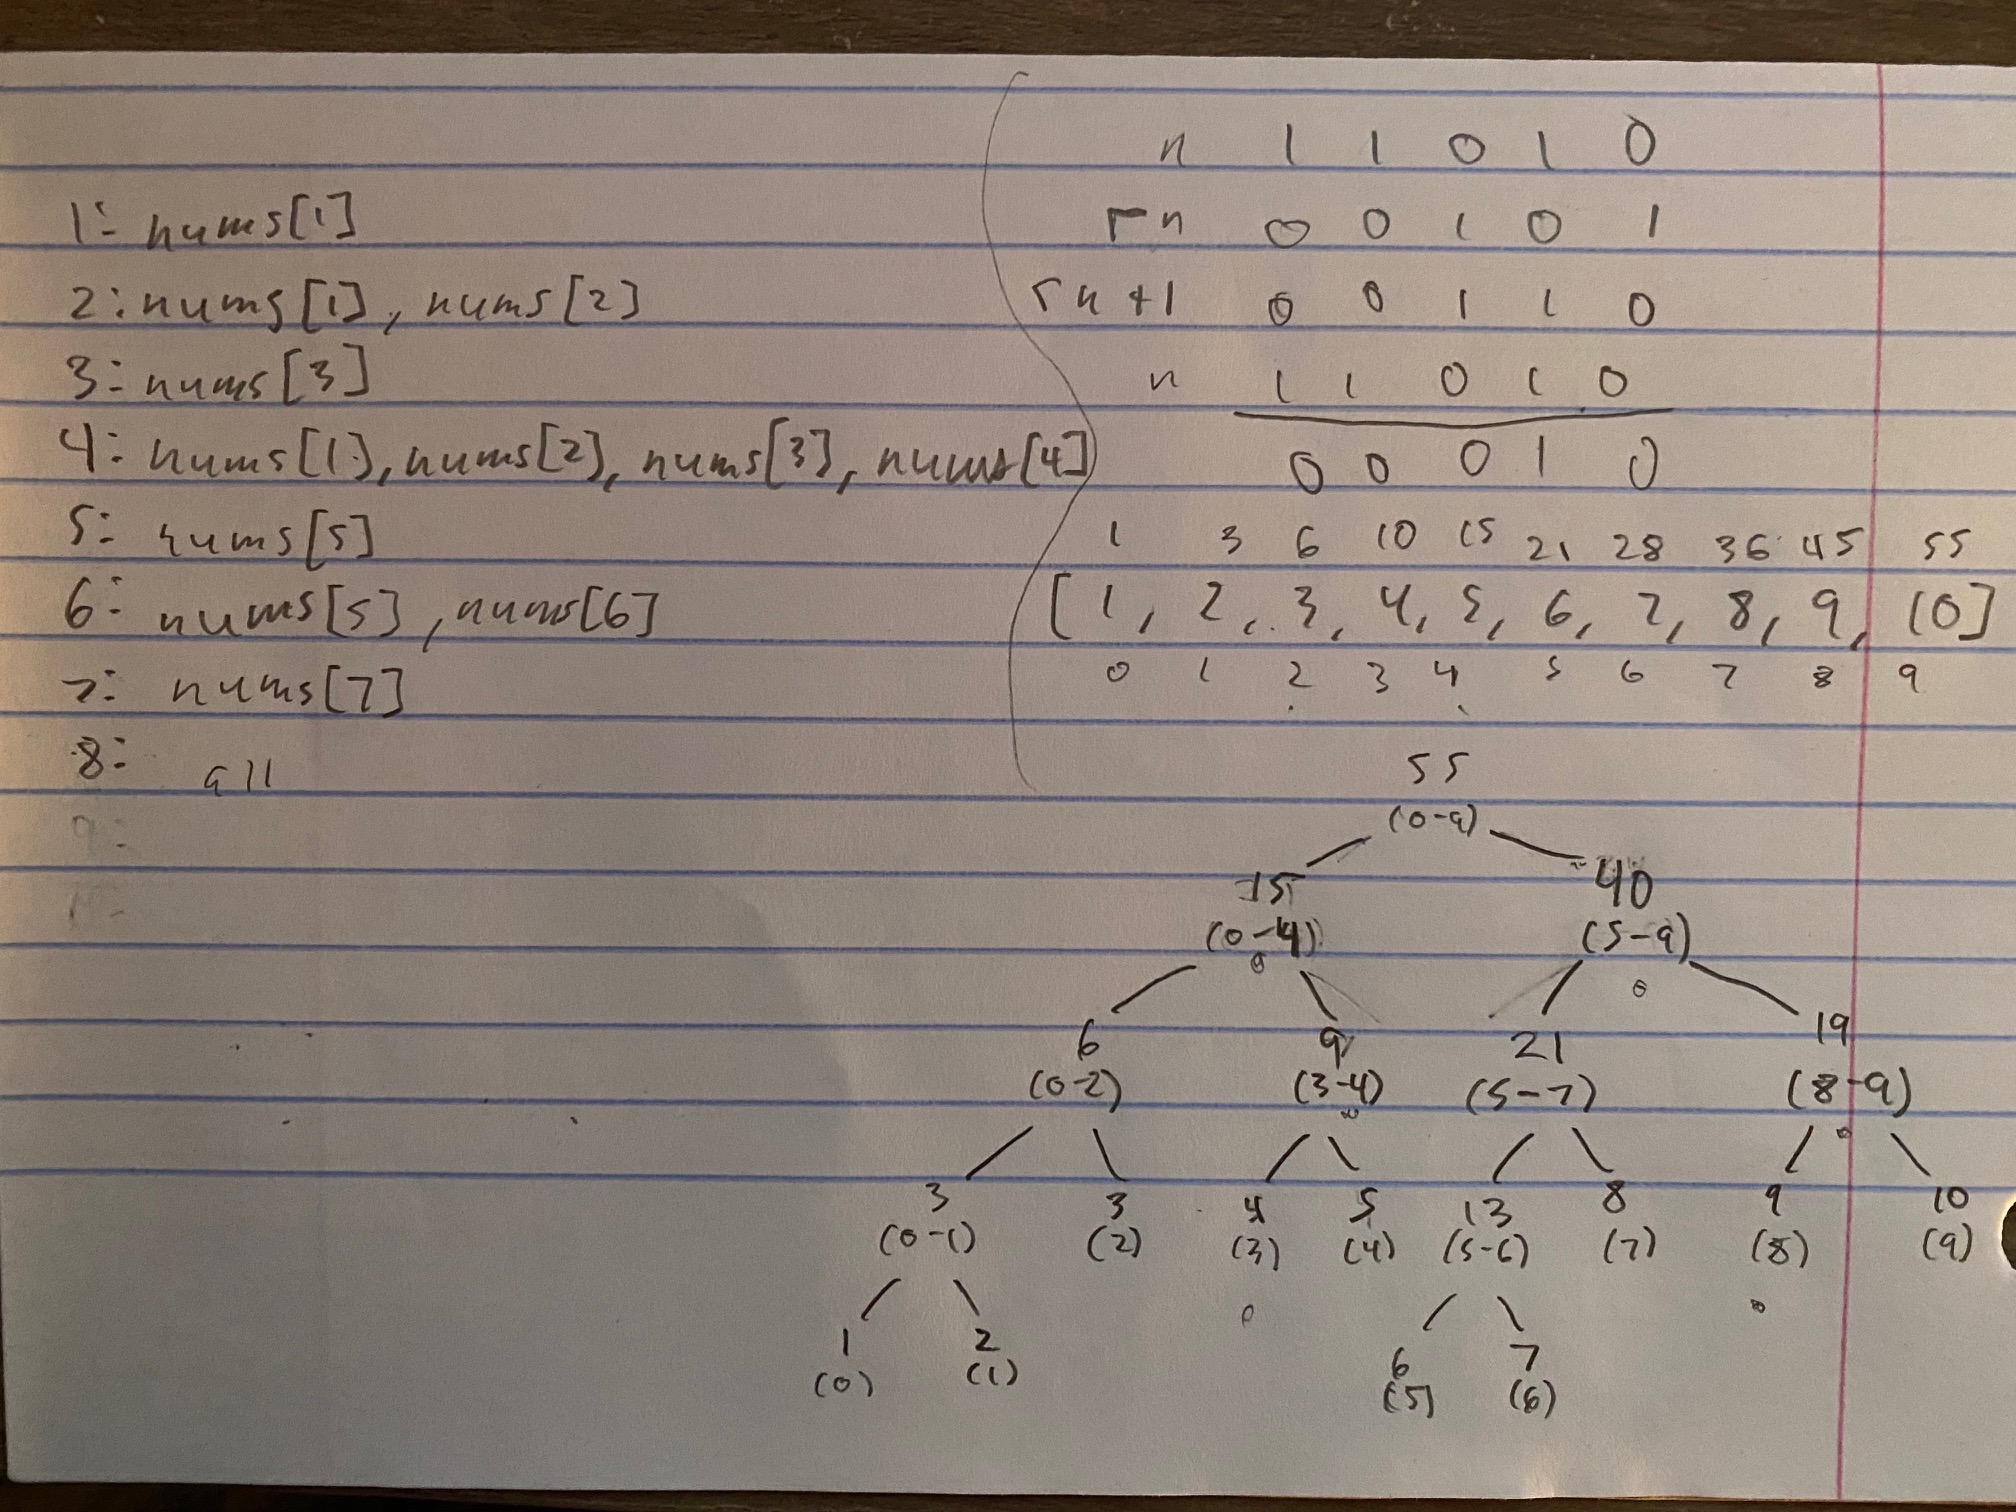 1: nums[1]
2: nums[1], nums[2]
3: nums[3]
4: nums[1], nums[2], nums[3], nums[4]
5: nums[5]
6: nums[5], nums[6]
7: nums[7]
8: all
9:
n 1 1 0 1 0
rn 0 0 1 0 1
rn +1 0 0 1 1 0
n 1 1 0 1 0
0 0 0 1 0
1 3 6 10 15 21 28 36 45 55
[1, 2, 3, 4, 5, 6, 7, 8, 9, 10]
0 1 2 3 4 5 6 7 8 9
55
(0-9)
15 40
(0-4) (5-9)
6 9 21 19
(0-2) (3-4) (5-7) (8-9)
3 3 4 5 13 8 9 10
(0-1) (2) (3) (4) (5-6) (7) (8) (9)
1 2 6 7
(0) (1) (5) (6)